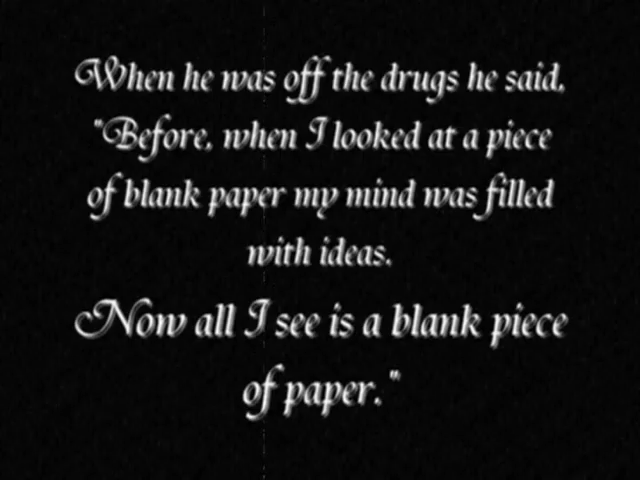 When he was off the drugs he said,
"Before, when I looked at a piece
of blank paper my mind was filled
with ideas.
Now all I see is a blank piece
of paper."